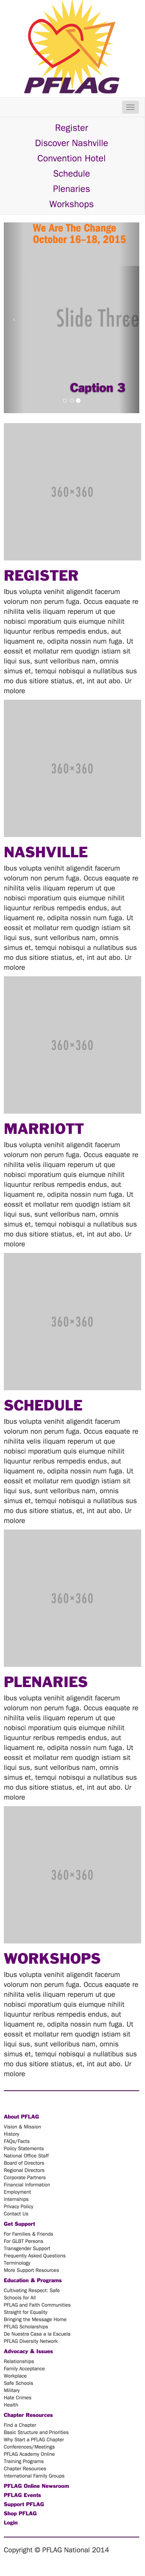 PFLAG
Register
Discover Nashville
Convention Hotel
Schedule
Plenaries
Workshops
We Are The Change
October 16–18, 2015
Slide Three
Caption 3
360×360
REGISTER
Ibus volupta venihit aligendit facerum
volorum non perum fuga. Occus eaquate re
nihilita velis iliquam reperum ut que
nobisci mporatium quis eiumque nihilit
liquuntur reribus rempedis endus, aut
liquament re, odipita nossin num fuga. Ut
eossit et mollatur rem quodign istiam sit
liqui sus, sunt velloribus nam, omnis
simus et, temqui nobisqui a nullatibus sus
mo dus sitiore estiatus, et, int aut abo. Ur
molore
360×360
NASHVILLE
Ibus volupta venihit aligendit facerum
volorum non perum fuga. Occus eaquate re
nihilita velis iliquam reperum ut que
nobisci mporatium quis eiumque nihilit
liquuntur reribus rempedis endus, aut
liquament re, odipita nossin num fuga. Ut
eossit et mollatur rem quodign istiam sit
liqui sus, sunt velloribus nam, omnis
simus et, temqui nobisqui a nullatibus sus
mo dus sitiore estiatus, et, int aut abo. Ur
molore
360×360
MARRIOTT
Ibus volupta venihit aligendit facerum
volorum non perum fuga. Occus eaquate re
nihilita velis iliquam reperum ut que
nobisci mporatium quis eiumque nihilit
liquuntur reribus rempedis endus, aut
liquament re, odipita nossin num fuga. Ut
eossit et mollatur rem quodign istiam sit
liqui sus, sunt velloribus nam, omnis
simus et, temqui nobisqui a nullatibus sus
mo dus sitiore estiatus, et, int aut abo. Ur
molore
360×360
SCHEDULE
Ibus volupta venihit aligendit facerum
volorum non perum fuga. Occus eaquate re
nihilita velis iliquam reperum ut que
nobisci mporatium quis eiumque nihilit
liquuntur reribus rempedis endus, aut
liquament re, odipita nossin num fuga. Ut
eossit et mollatur rem quodign istiam sit
liqui sus, sunt velloribus nam, omnis
simus et, temqui nobisqui a nullatibus sus
mo dus sitiore estiatus, et, int aut abo. Ur
molore
360×360
PLENARIES
Ibus volupta venihit aligendit facerum
volorum non perum fuga. Occus eaquate re
nihilita velis iliquam reperum ut que
nobisci mporatium quis eiumque nihilit
liquuntur reribus rempedis endus, aut
liquament re, odipita nossin num fuga. Ut
eossit et mollatur rem quodign istiam sit
liqui sus, sunt velloribus nam, omnis
simus et, temqui nobisqui a nullatibus sus
mo dus sitiore estiatus, et, int aut abo. Ur
molore
360×360
WORKSHOPS
Ibus volupta venihit aligendit facerum
volorum non perum fuga. Occus eaquate re
nihilita velis iliquam reperum ut que
nobisci mporatium quis eiumque nihilit
liquuntur reribus rempedis endus, aut
liquament re, odipita nossin num fuga. Ut
eossit et mollatur rem quodign istiam sit
liqui sus, sunt velloribus nam, omnis
simus et, temqui nobisqui a nullatibus sus
mo dus sitiore estiatus, et, int aut abo. Ur
molore
About PFLAG
Vision & Mission
History
FAQs/Facts
Policy Statements
National Office Staff
Board of Directors
Regional Directors
Corporate Partners
Financial Information
Employment
Internships
Privacy Policy
Contact Us
Get Support
For Families & Friends
For GLBT Persons
Transgender Support
Frequently Asked Questions
Terminology
More Support Resources
Education & Programs
Cultivating Respect: Safe
Schools for All
PFLAG and Faith Communities
Straight for Equality
Bringing the Message Home
PFLAG Scholarships
De Nuestra Casa a la Escuela
PFLAG Diversity Network
Advocacy & Issues
Relationships
Family Acceptance
Workplace
Safe Schools
Military
Hate Crimes
Health
Chapter Resources
Find a Chapter
Basic Structure and Priorities
Why Start a PFLAG Chapter
Conferences/Meetings
PFLAG Academy Online
Training Programs
Chapter Resources
International Family Groups
PFLAG Online Newsroom
PFLAG Events
Support PFLAG
Shop PFLAG
Login
Copyright © PFLAG National 2014